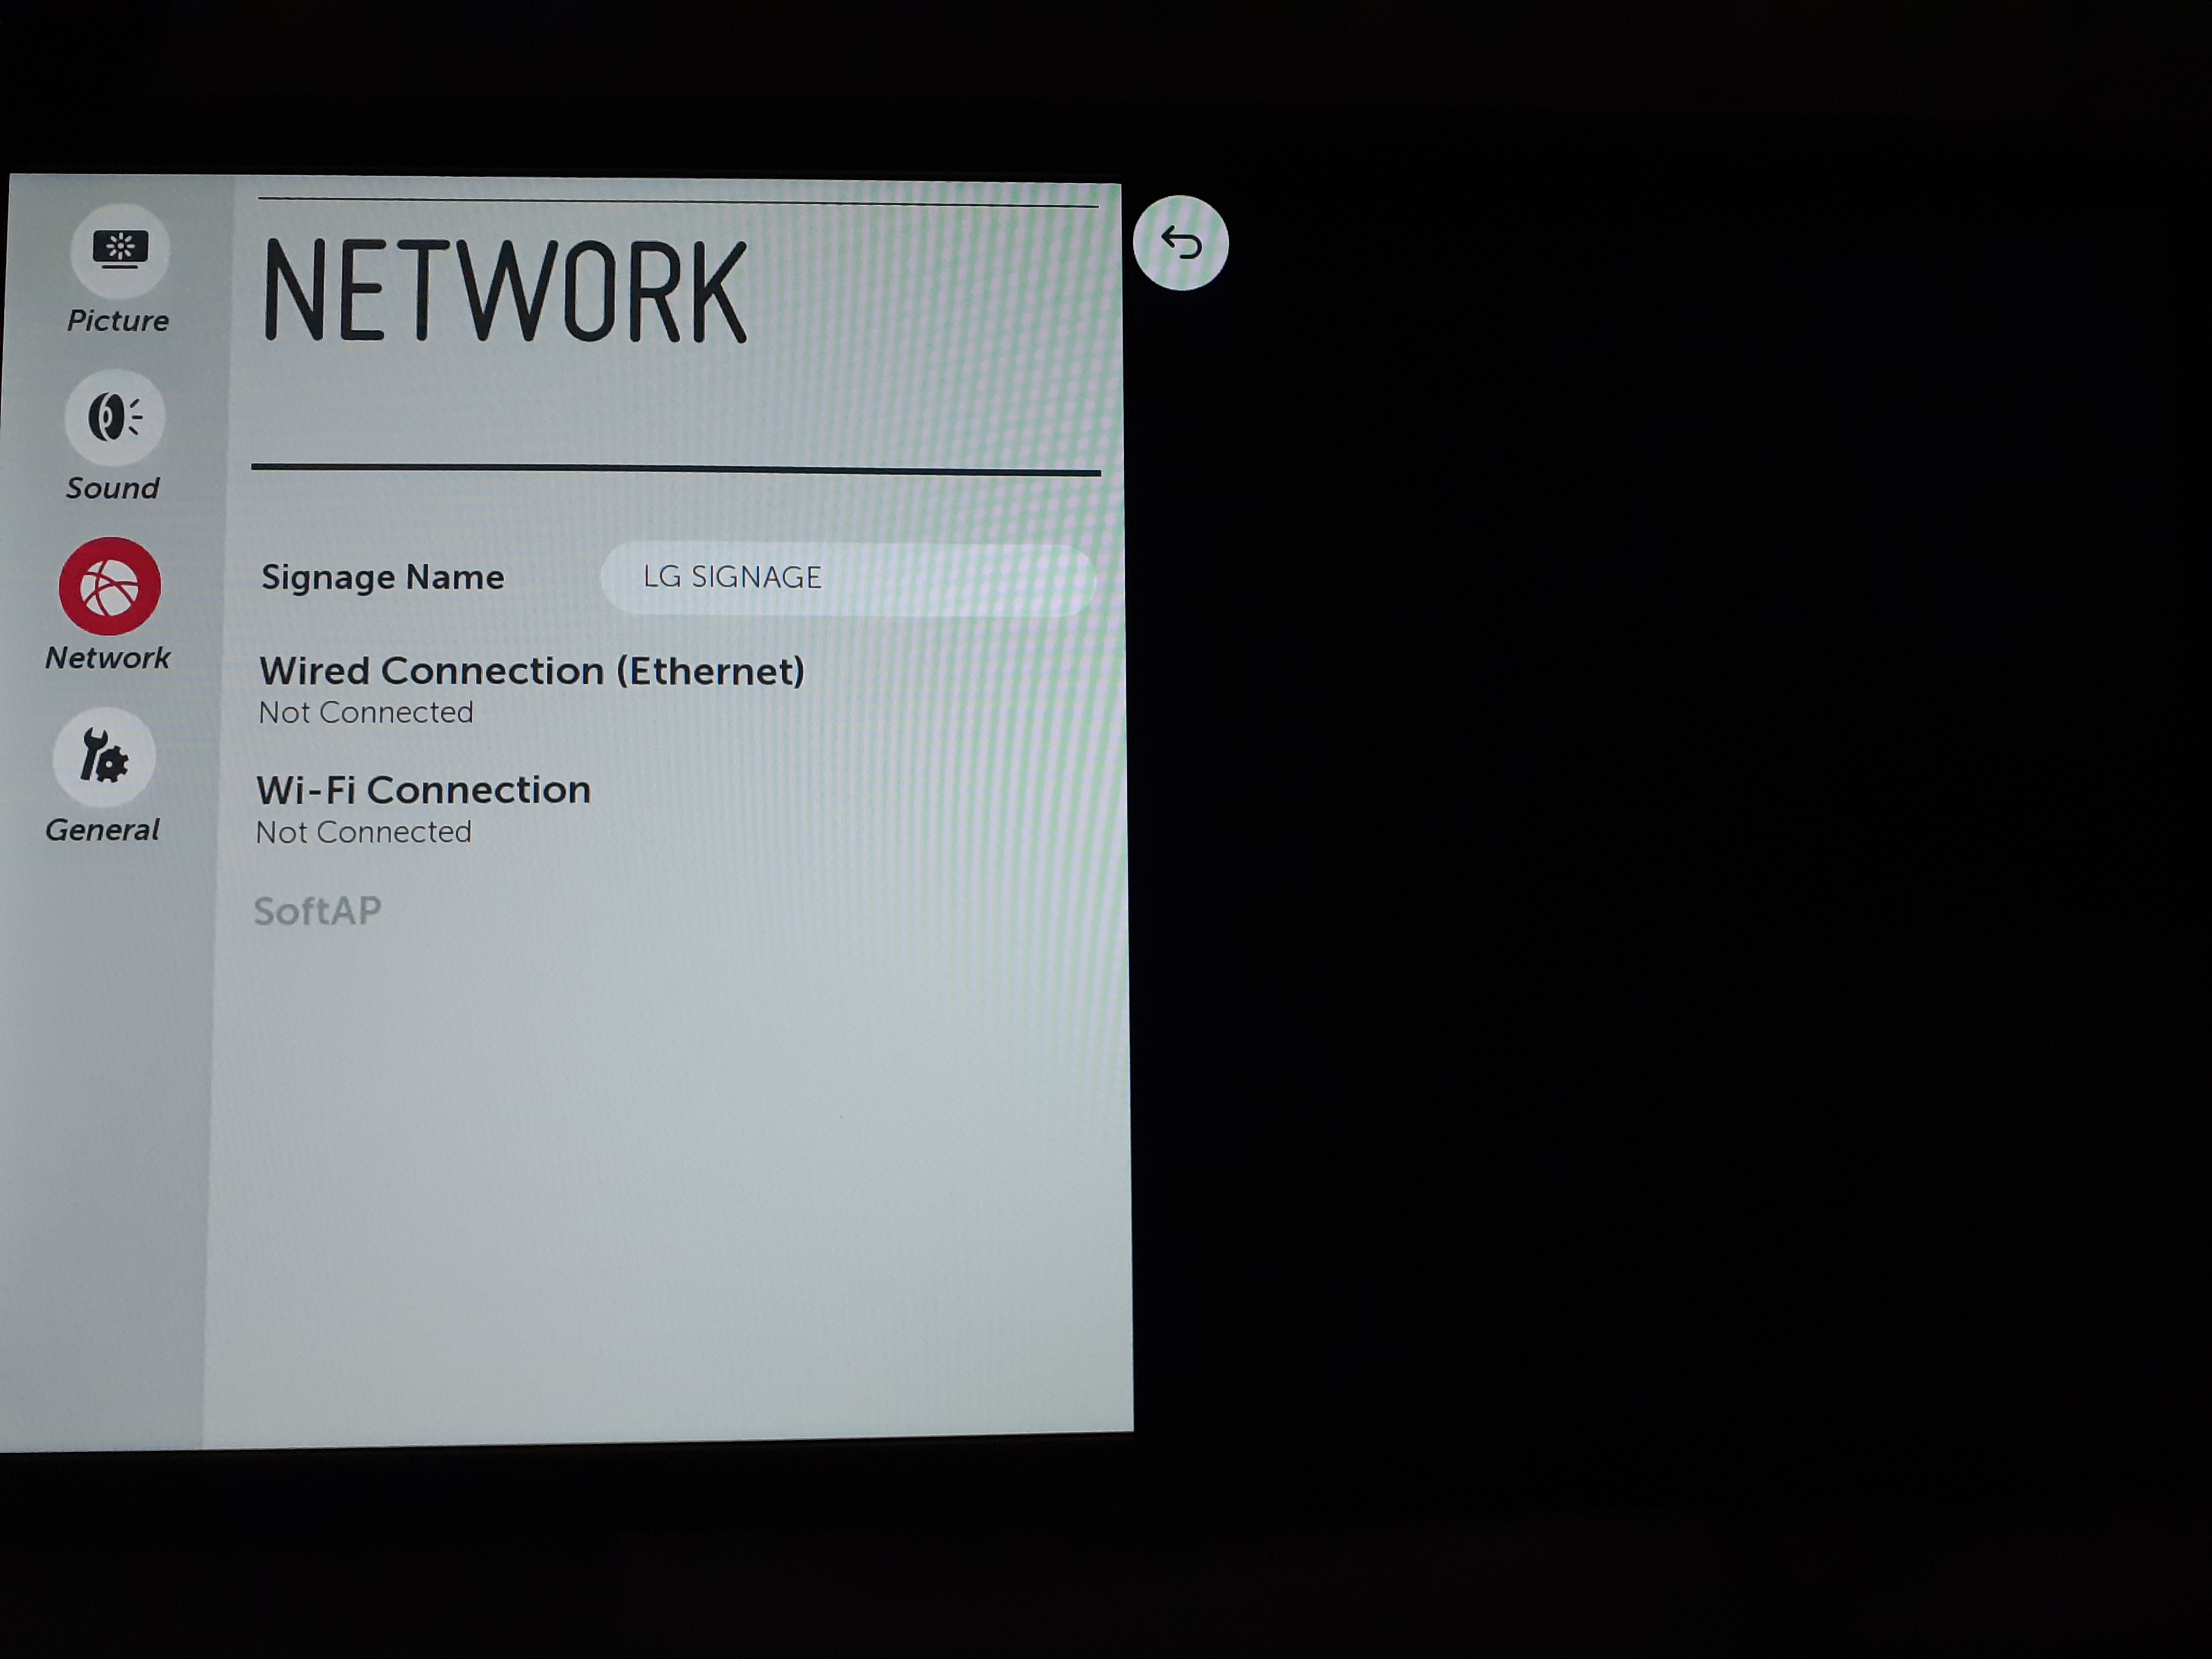 NETWORK
Picture
Sound
Network
General
Signage Name
LG SIGNAGE
Wired Connection (Ethernet)
Not Connected
Wi-Fi Connection
Not Connected
SoftAP